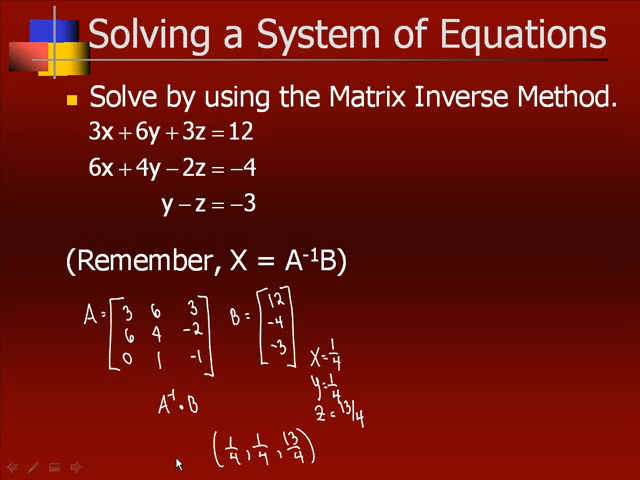 Solving a System of Equations
Solve by using the Matrix Inverse Method.
3x + 6y + 3z = 12
6x + 4y − 2z = −4
y − z = −3
(Remember, X = A⁻¹B)
A = [3 6 3
6 4 -2
0 1 -1]
B = [12
-4
-3]
X = 1/4
y = 1/4
z = 13/4
A⁻¹ • B
(1/4, 1/4, 13/4)